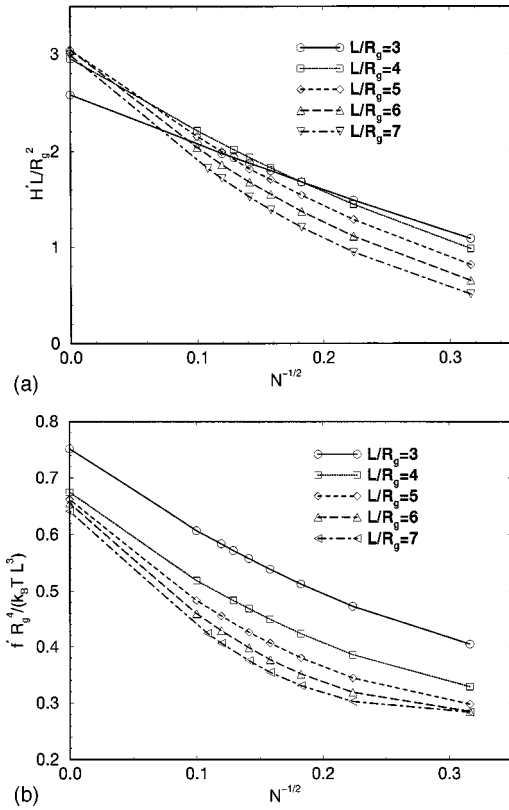 3
2
1
0
H*L/R_g^2
0.0
0.1
0.2
0.3
N^{-1/2}
L/R_g=3
L/R_g=4
L/R_g=5
L/R_g=6
L/R_g=7
(a)
0.8
0.7
0.6
0.5
0.4
0.3
0.2
f* R_g^4/(k_BT L^3)
0.0
0.1
0.2
0.3
N^{-1/2}
L/R_g=3
L/R_g=4
L/R_g=5
L/R_g=6
L/R_g=7
(b)